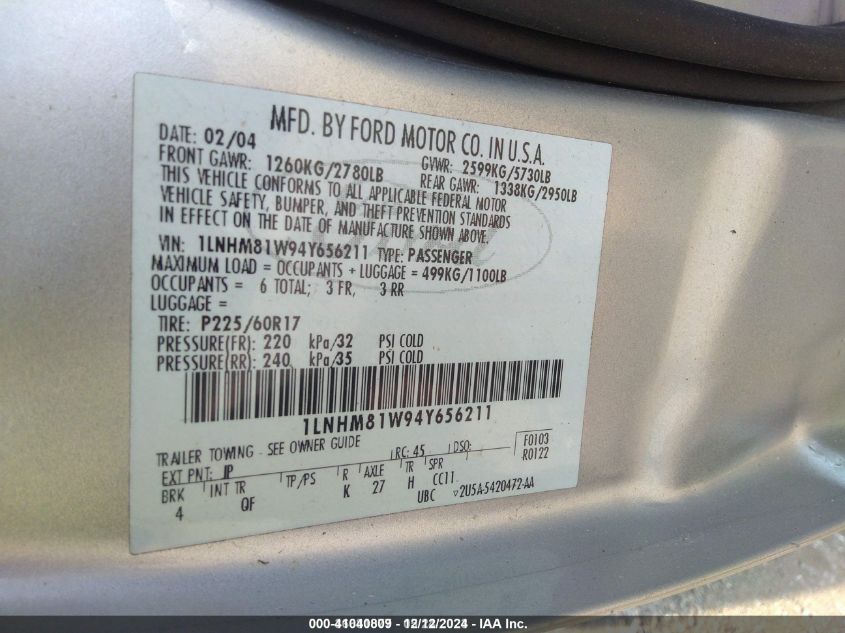 MFD. BY FORD MOTOR CO. IN U.S.A.
DATE: 02/04 GVWR: 2599KG/5730LB
FRONT GAWR: 1260KG/2780LB REAR GAWR: 1338KG/2950LB
THIS VEHICLE CONFORMS TO ALL APPLICABLE FEDERAL MOTOR
VEHICLE SAFETY, BUMPER, AND THEFT PREVENTION STANDARDS
IN EFFECT ON THE DATE OF MANUFACTURE SHOWN ABOVE.
VIN: 1LNHM81W94Y656211 TYPE: PASSENGER
MAXIMUM LOAD = OCCUPANTS + LUGGAGE = 499KG/1100LB
OCCUPANTS = 6 TOTAL; 3 FR, 3 RR
LUGGAGE =
TIRE: P225/60R17
PRESSURE(FR): 220 kPa/32 PSI COLD
PRESSURE(RR): 240 kPa/35 PSI COLD
1LNHM81W94Y656211
TRAILER TOWING - SEE OWNER GUIDE RC: 45 DSO: F0103
EXT PNT: JP R0122
BRK INT TR TP/PS R AXLE TR SPR
4 QF K 27 H CC11
UBC 2U5A-5420472-AA
000-41040809 - 12/12/2024 - IAA Inc.